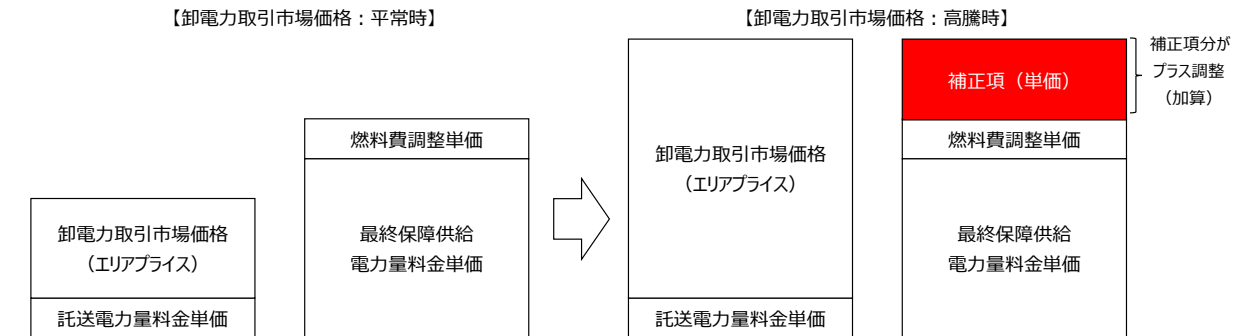 【卸電力取引市場価格：平常時】
燃料費調整単価
卸電力取引市場価格
（エリアプライス）
最終保障供給
電力量料金単価
託送電力量料金単価
【卸電力取引市場価格：高騰時】
補正項（単価）
補正項分が
プラス調整
（加算）
卸電力取引市場価格
（エリアプライス）
燃料費調整単価
最終保障供給
電力量料金単価
託送電力量料金単価